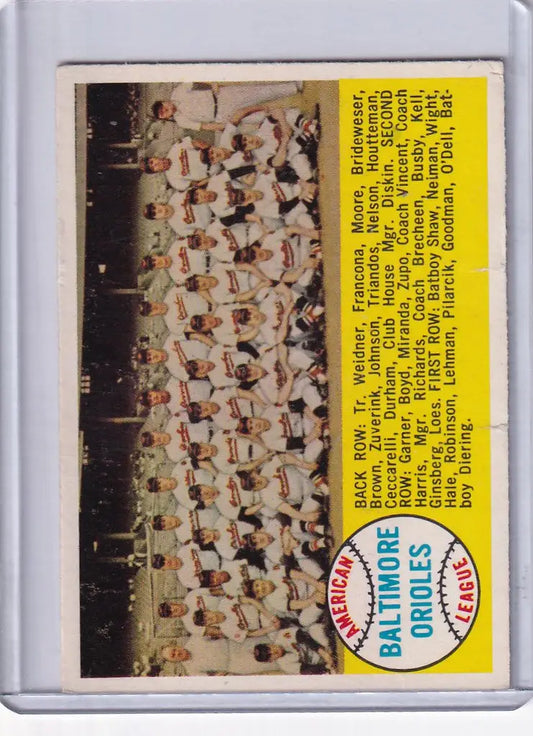 BACK ROW: Tr. Weidner, Francona, Moore, Brideweser,
Brown, Zuverink, Johnson, Triandos, Nelson, Houtteman,
Ceccarelli, Durham, Club House Mgr. Diskin. SECOND
ROW: Garner, Boyd, Miranda, Zupo, Coach Vincent, Coach
Harris, Mgr. Richards, Coach Brecheen, Busby, Kell,
Ginsberg, Loes. FIRST ROW: Batboy Shaw, Neiman, Wight,
Hale, Robinson, Lehman, Pilarcik, Goodman, O'Dell, Bat-
boy Diering.
AMERICAN
BALTIMORE
ORIOLES
LEAGUE